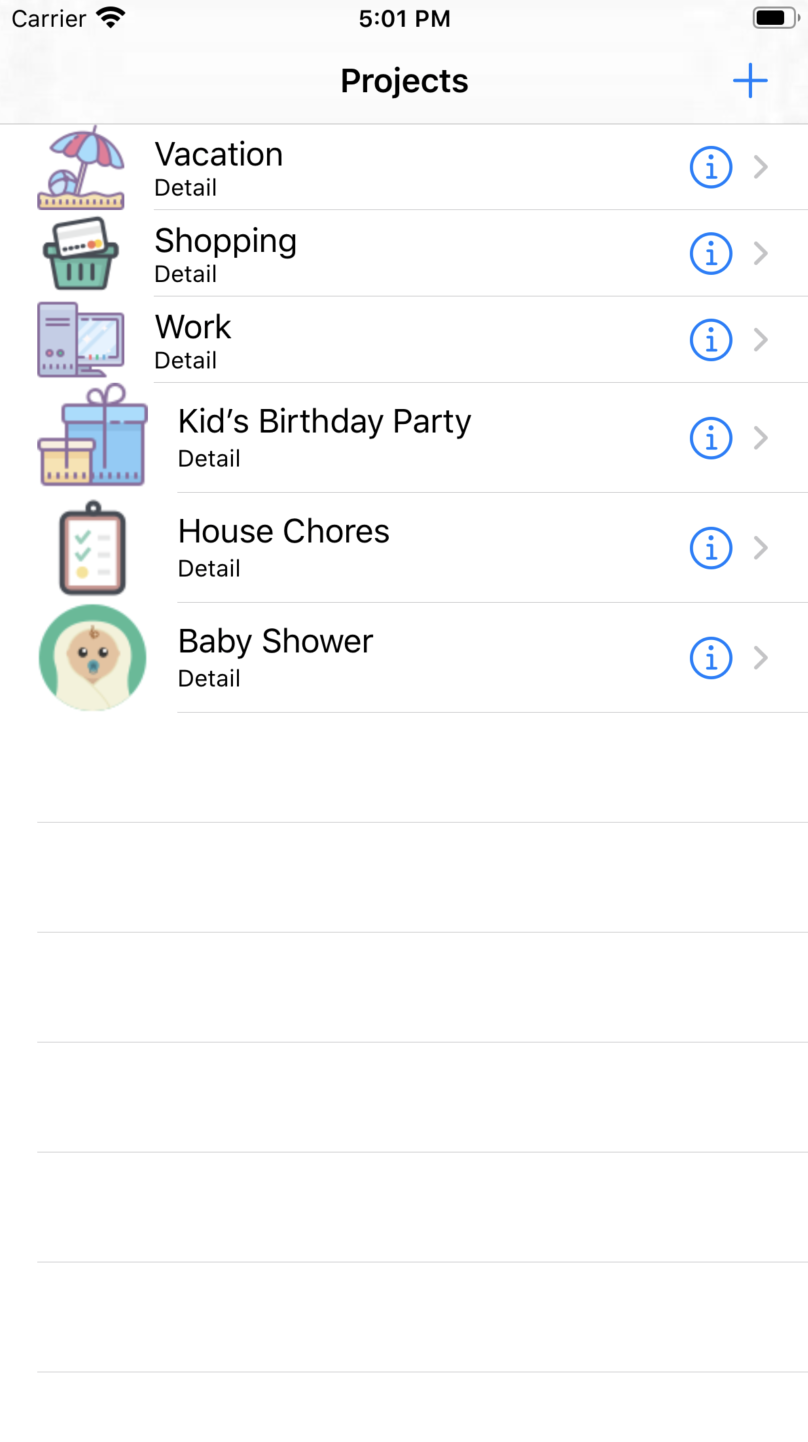 Carrier 5:01 PM
Projects
Vacation
Detail
Shopping
Detail
Work
Detail
Kid’s Birthday Party
Detail
House Chores
Detail
Baby Shower
Detail